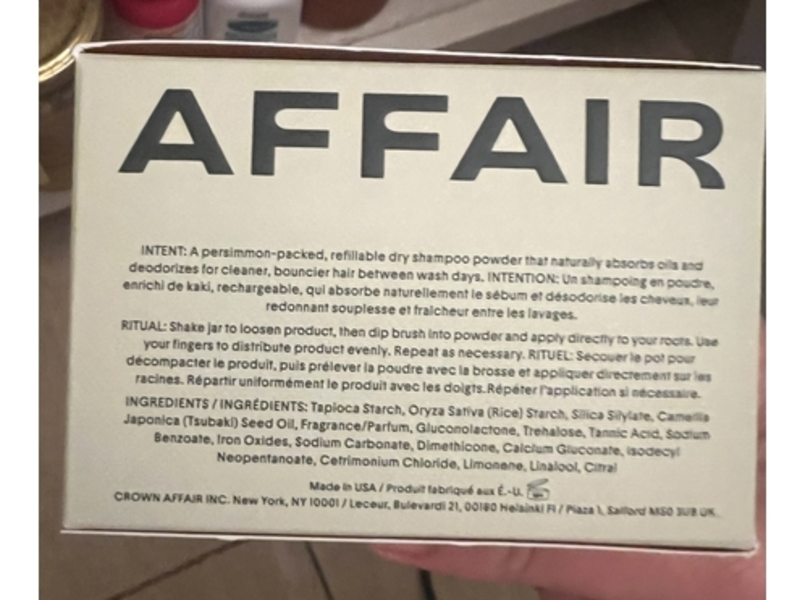 AFFAIR
INTENT: A persimmon-packed, refillable dry shampoo powder that naturally absorbs oils and
deodorizes for cleaner, bouncier hair between wash days. INTENTION: Un shampoing en poudre,
enrichi de kaki, rechargeable, qui absorbe naturellement le sébum et désodorise les cheveux, leur
redonnant souplesse et fraîcheur entre les lavages.
RITUAL: Shake jar to loosen product, then dip brush into powder and apply directly to your roots. Use
your fingers to distribute product evenly. Repeat as necessary. RITUEL: Secouer le pot pour
décompacter le produit, puis prélever la poudre avec la brosse et appliquer directement sur les
racines. Répartir uniformément le produit avec les doigts.Répéter l'application si nécessaire.
INGREDIENTS / INGRÉDIENTS: Tapioca Starch, Oryza Sativa (Rice) Starch, Silica Silylate, Camellia
Japonica (Tsubaki) Seed Oil, Fragrance/Parfum, Gluconolactone, Trehalose, Tannic Acid, Sodium
Benzoate, Iron Oxides, Sodium Carbonate, Dimethicone, Calcium Gluconate, Isodecyl
Neopentanoate, Cetrimonium Chloride, Limonene, Linalool, Citral
Made in USA / Produit fabriqué aux É.-U.
CROWN AFFAIR INC. New York, NY 10001 / Leceur, Bulevardi 21, 00180 Helsinki FI / Plaza 1, Salford M50 3UB UK.